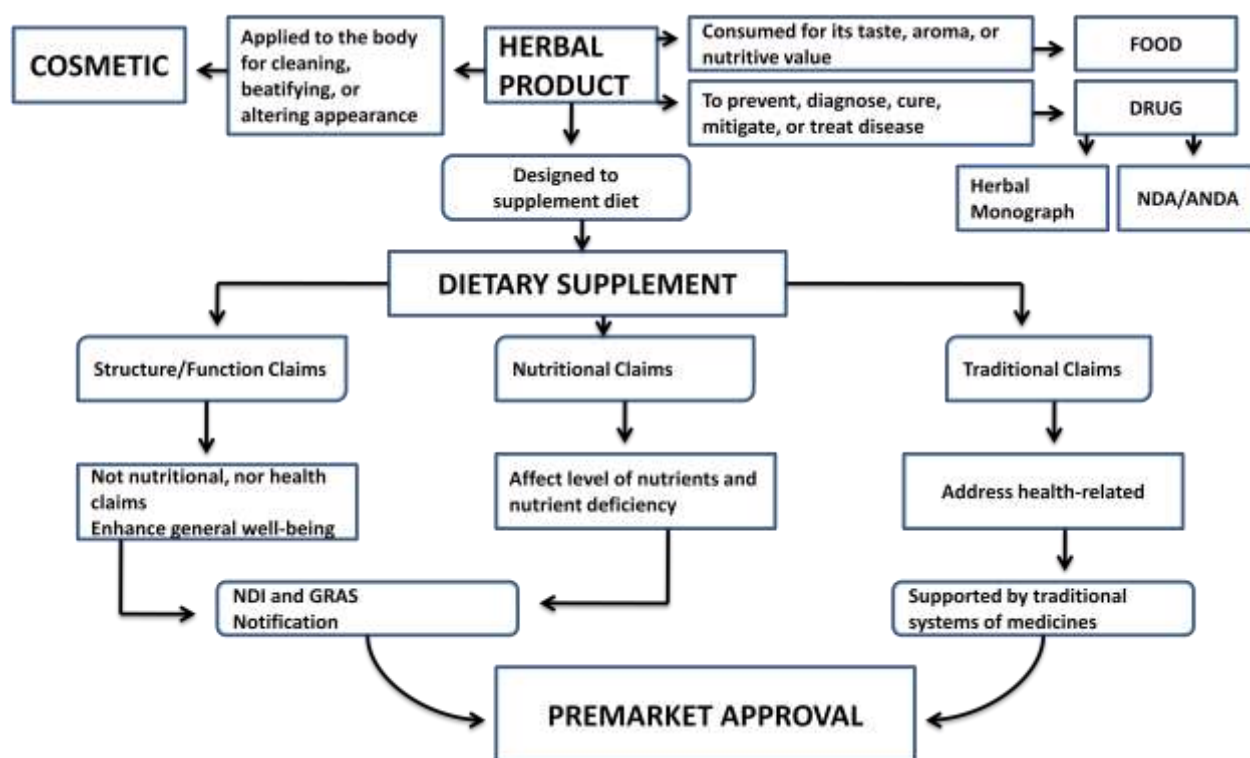 COSMETIC
Applied to the body
for cleaning,
beatifying, or
altering appearance
HERBAL
PRODUCT
Consumed for its taste, aroma, or
nutritive value
FOOD
To prevent, diagnose, cure,
mitigate, or treat disease
DRUG
Designed to
supplement diet
Herbal
Monograph
NDA/ANDA
DIETARY SUPPLEMENT
Structure/Function Claims
Nutritional Claims
Traditional Claims
Not nutritional, nor health
claims
Enhance general well-being
Affect level of nutrients and
nutrient deficiency
Address health-related
NDI and GRAS
Notification
Supported by traditional
systems of medicines
PREMARKET APPROVAL